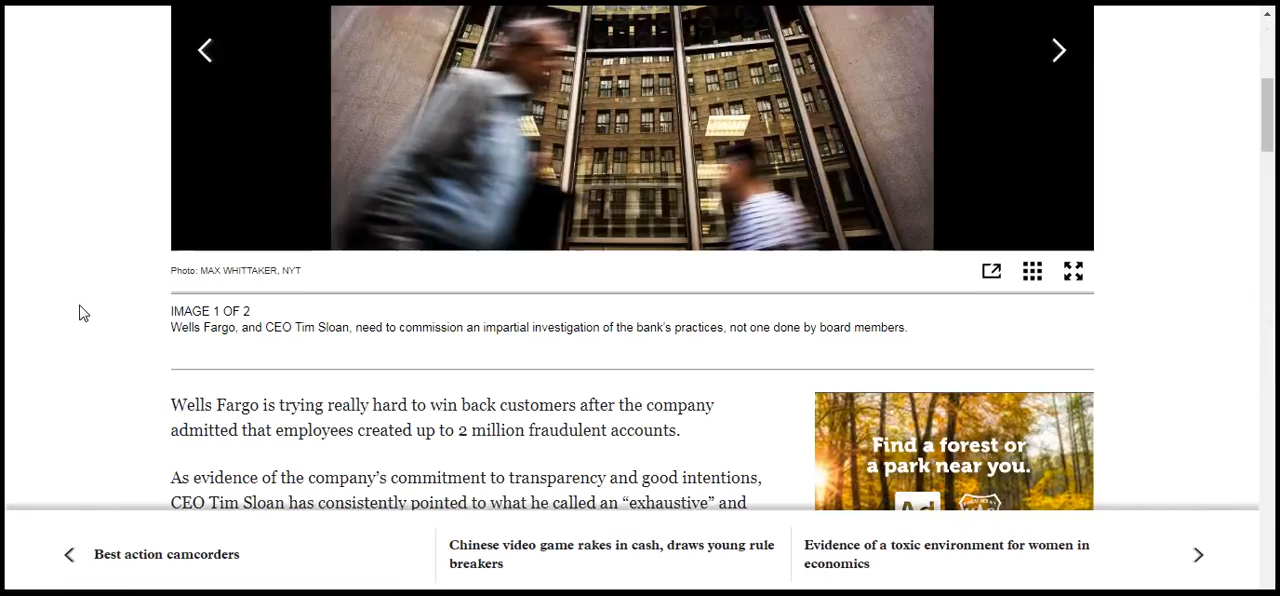 Photo: MAX WHITTAKER, NYT
IMAGE 1 OF 2
Wells Fargo, and CEO Tim Sloan, need to commission an impartial investigation of the bank's practices, not one done by board members.
Wells Fargo is trying really hard to win back customers after the company
admitted that employees created up to 2 million fraudulent accounts.
As evidence of the company’s commitment to transparency and good intentions,
CEO Tim Sloan has consistently pointed to what he called an “exhaustive” and
Find a forest or
a park near you.
Ad
Best action camcorders
Chinese video game rakes in cash, draws young rule
breakers
Evidence of a toxic environment for women in
economics